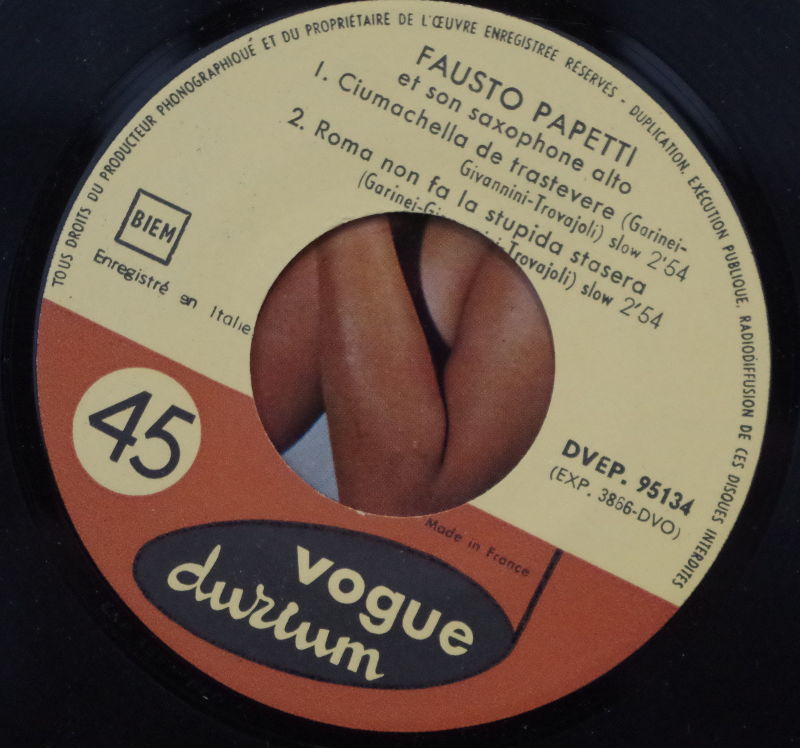 TOUS DROITS DU PRODUCTEUR PHONOGRAPHIQUE ET DU PROPRIÉTAIRE DE L'ŒUVRE ENREGISTRÉE RÉSERVÉS - DUPLICATION, EXÉCUTION PUBLIQUE, RADIODIFFUSION DE CES DISQUES INTERDITES
FAUSTO PAPETTI
et son saxophone alto
1. Ciumachella de trastevere (Garinei-
Givannini-Trovajoli) slow 2'54
2. Roma non fa la stupida stasera
(Garinei- Trovajoli) slow 2'54
BIEM
Enregistré en Italie
45
DVEP. 95134
(EXP. 3866-DVO)
Made in France
vogue
durium